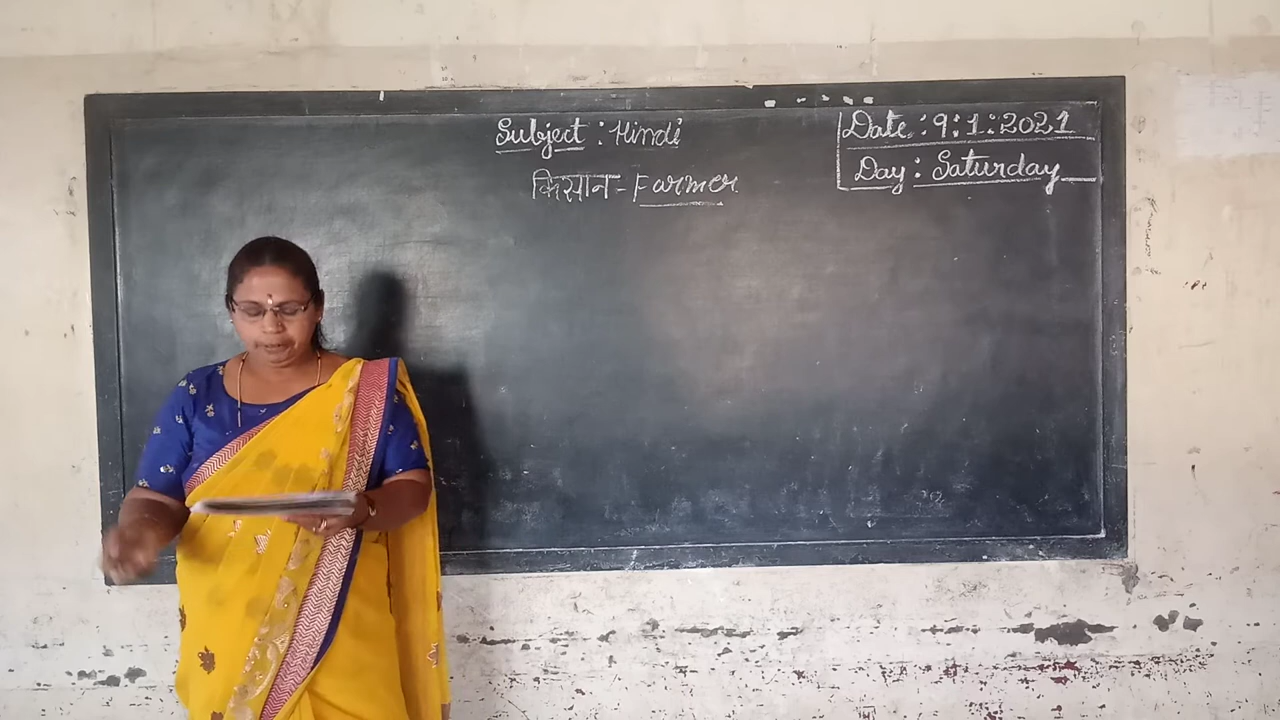 Subject : Hindi
किसान - Farmer
Date : 9:1:2021
Day : Saturday